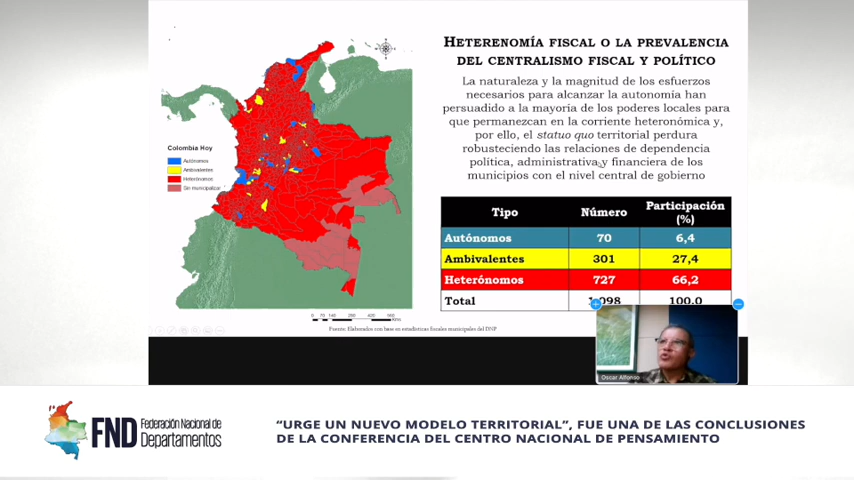 HETERENOMÍA FISCAL O LA PREVALENCIA
DEL CENTRALISMO FISCAL Y POLÍTICO
La naturaleza y la magnitud de los esfuerzos
necesarios para alcanzar la autonomía han
persuadido a la mayoría de los poderes locales para
que permanezcan en la corriente heteronómica y,
por ello, el statuo quo territorial perdura
robusteciendo las relaciones de dependencia
política, administrativa y financiera de los
municipios con el nivel central de gobierno
Colombia Hoy
Autónomos
Ambivalentes
Heterónomos
Sin municipalizar
Tipo Número Participación (%)
Autónomos 70 6,4
Ambivalentes 301 27,4
Heterónomos 727 66,2
Total 1.098 100,0
Fuente: Elaborados con base en estadísticas fiscales municipales del DNP
Oscar Alfonso
FND Federación Nacional de
Departamentos
“URGE UN NUEVO MODELO TERRITORIAL”, FUE UNA DE LAS CONCLUSIONES
DE LA CONFERENCIA DEL CENTRO NACIONAL DE PENSAMIENTO